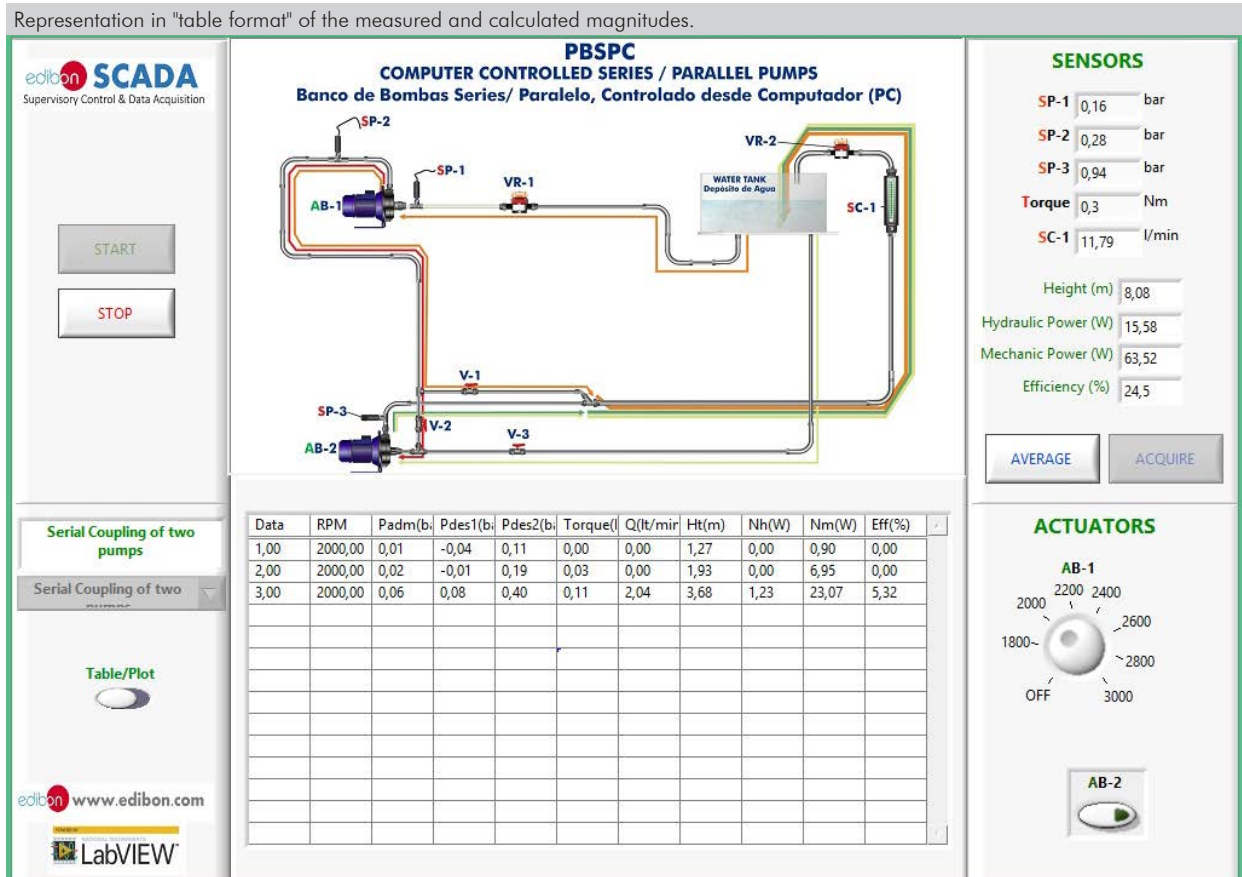 Representation in "table format" of the measured and calculated magnitudes.
edibon SCADA
Supervisory Control & Data Acquisition
START
STOP
PBSPC
COMPUTER CONTROLLED SERIES / PARALLEL PUMPS
Banco de Bombas Series/ Paralelo, Controlado desde Computador (PC)
SP-2
SP-1
VR-1
VR-2
AB-1
WATER TANK
Depósito de Agua
SC-1
V-1
SP-3
V-2
V-3
AB-2
SENSORS
SP-1 0,16 bar
SP-2 0,28 bar
SP-3 0,94 bar
Torque 0,3 Nm
SC-1 11,79 l/min
Height (m) 8,08
Hydraulic Power (W) 15,58
Mechanic Power (W) 63,52
Efficiency (%) 24,5
AVERAGE ACQUIRE
Serial Coupling of two
pumps
Serial Coupling of two
Table/Plot
edibon www.edibon.com
LabVIEW
Data RPM Padm(ba Pdes1(ba Pdes2(ba Torque(l Q(lt/mir Ht(m) Nh(W) Nm(W) Eff(%)
1,00 2000,00 0,01 -0,04 0,11 0,00 0,00 1,27 0,00 0,90 0,00
2,00 2000,00 0,02 -0,01 0,19 0,03 0,00 1,93 0,00 6,95 0,00
3,00 2000,00 0,06 0,08 0,40 0,11 2,04 3,68 1,23 23,07 5,32
ACTUATORS
AB-1
2200 2400
2000 2600
1800 2800
OFF 3000
AB-2